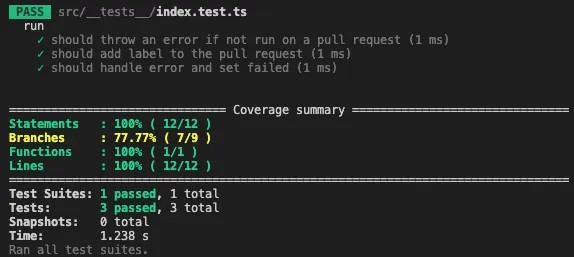 PASS src/__tests__/index.test.ts
run
✓ should throw an error if not run on a pull request (1 ms)
✓ should add label to the pull request (1 ms)
✓ should handle error and set failed (1 ms)
=============================== Coverage summary ===============================
Statements   : 100% ( 12/12 )
Branches     : 77.77% ( 7/9 )
Functions    : 100% ( 1/1 )
Lines        : 100% ( 12/12 )
================================================================================
Test Suites: 1 passed, 1 total
Tests:       3 passed, 3 total
Snapshots:   0 total
Time:        1.238 s
Ran all test suites.